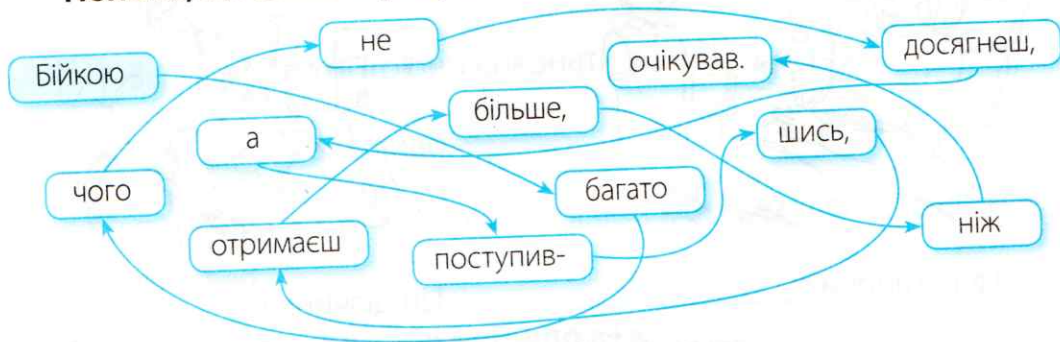 не
досягнеш,
очікував.
Бійкою
більше,
шись,
а
багато
чого
ніж
отримаєш
поступив-